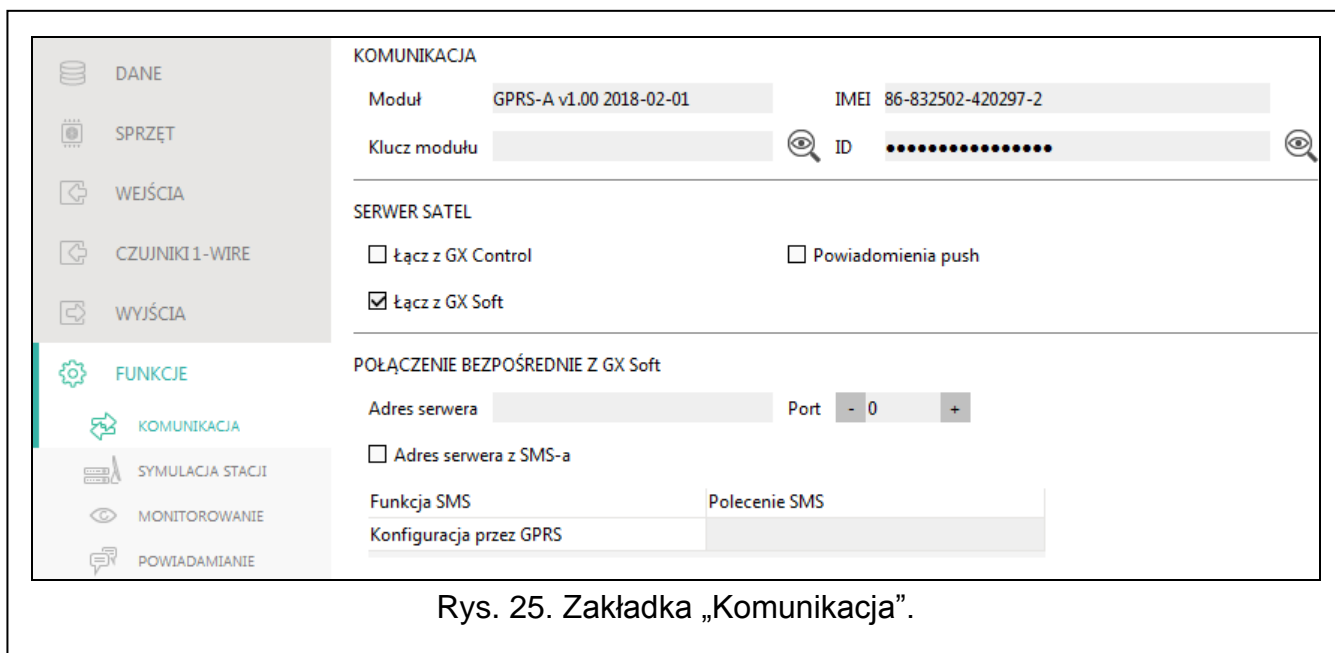 DANE
SPRZĘT
WEJŚCIA
CZUJNIKI 1-WIRE
WYJŚCIA
FUNKCJE
KOMUNIKACJA
SYMULACJA STACJI
MONITOROWANIE
POWIADAMIANIE
KOMUNIKACJA
Moduł GPRS-A v1.00 2018-02-01 IMEI 86-832502-420297-2
Klucz modułu ID ●●●●●●●●●●●●●●●●
SERWER SATEL
Łącz z GX Control Powiadomienia push
Łącz z GX Soft
POŁĄCZENIE BEZPOŚREDNIE Z GX Soft
Adres serwera Port - 0 +
Adres serwera z SMS-a
Funkcja SMS Polecenie SMS
Konfiguracja przez GPRS
Rys. 25. Zakładka „Komunikacja”.